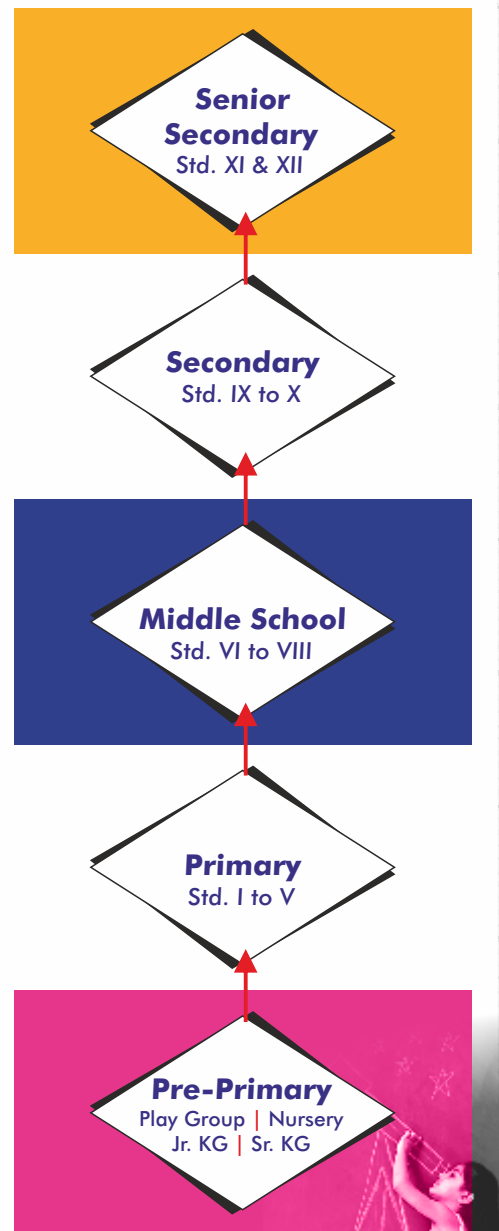 Senior
Secondary
Std. XI & XII
Secondary
Std. IX to X
Middle School
Std. VI to VIII
Primary
Std. I to V
Pre-Primary
Play Group | Nursery
Jr. KG | Sr. KG